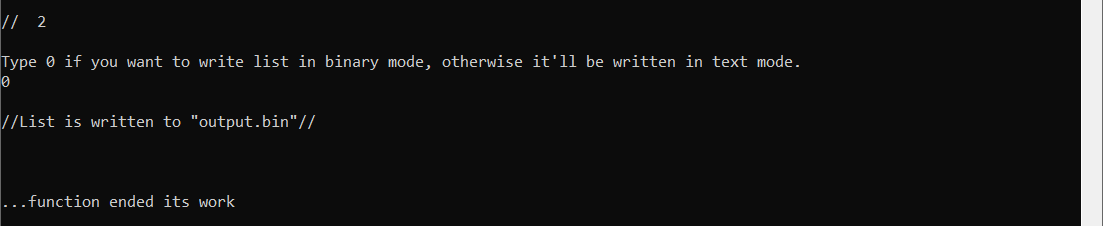 //  2
Type 0 if you want to write list in binary mode, otherwise it'll be written in text mode.
0
//List is written to "output.bin"//
...function ended its work